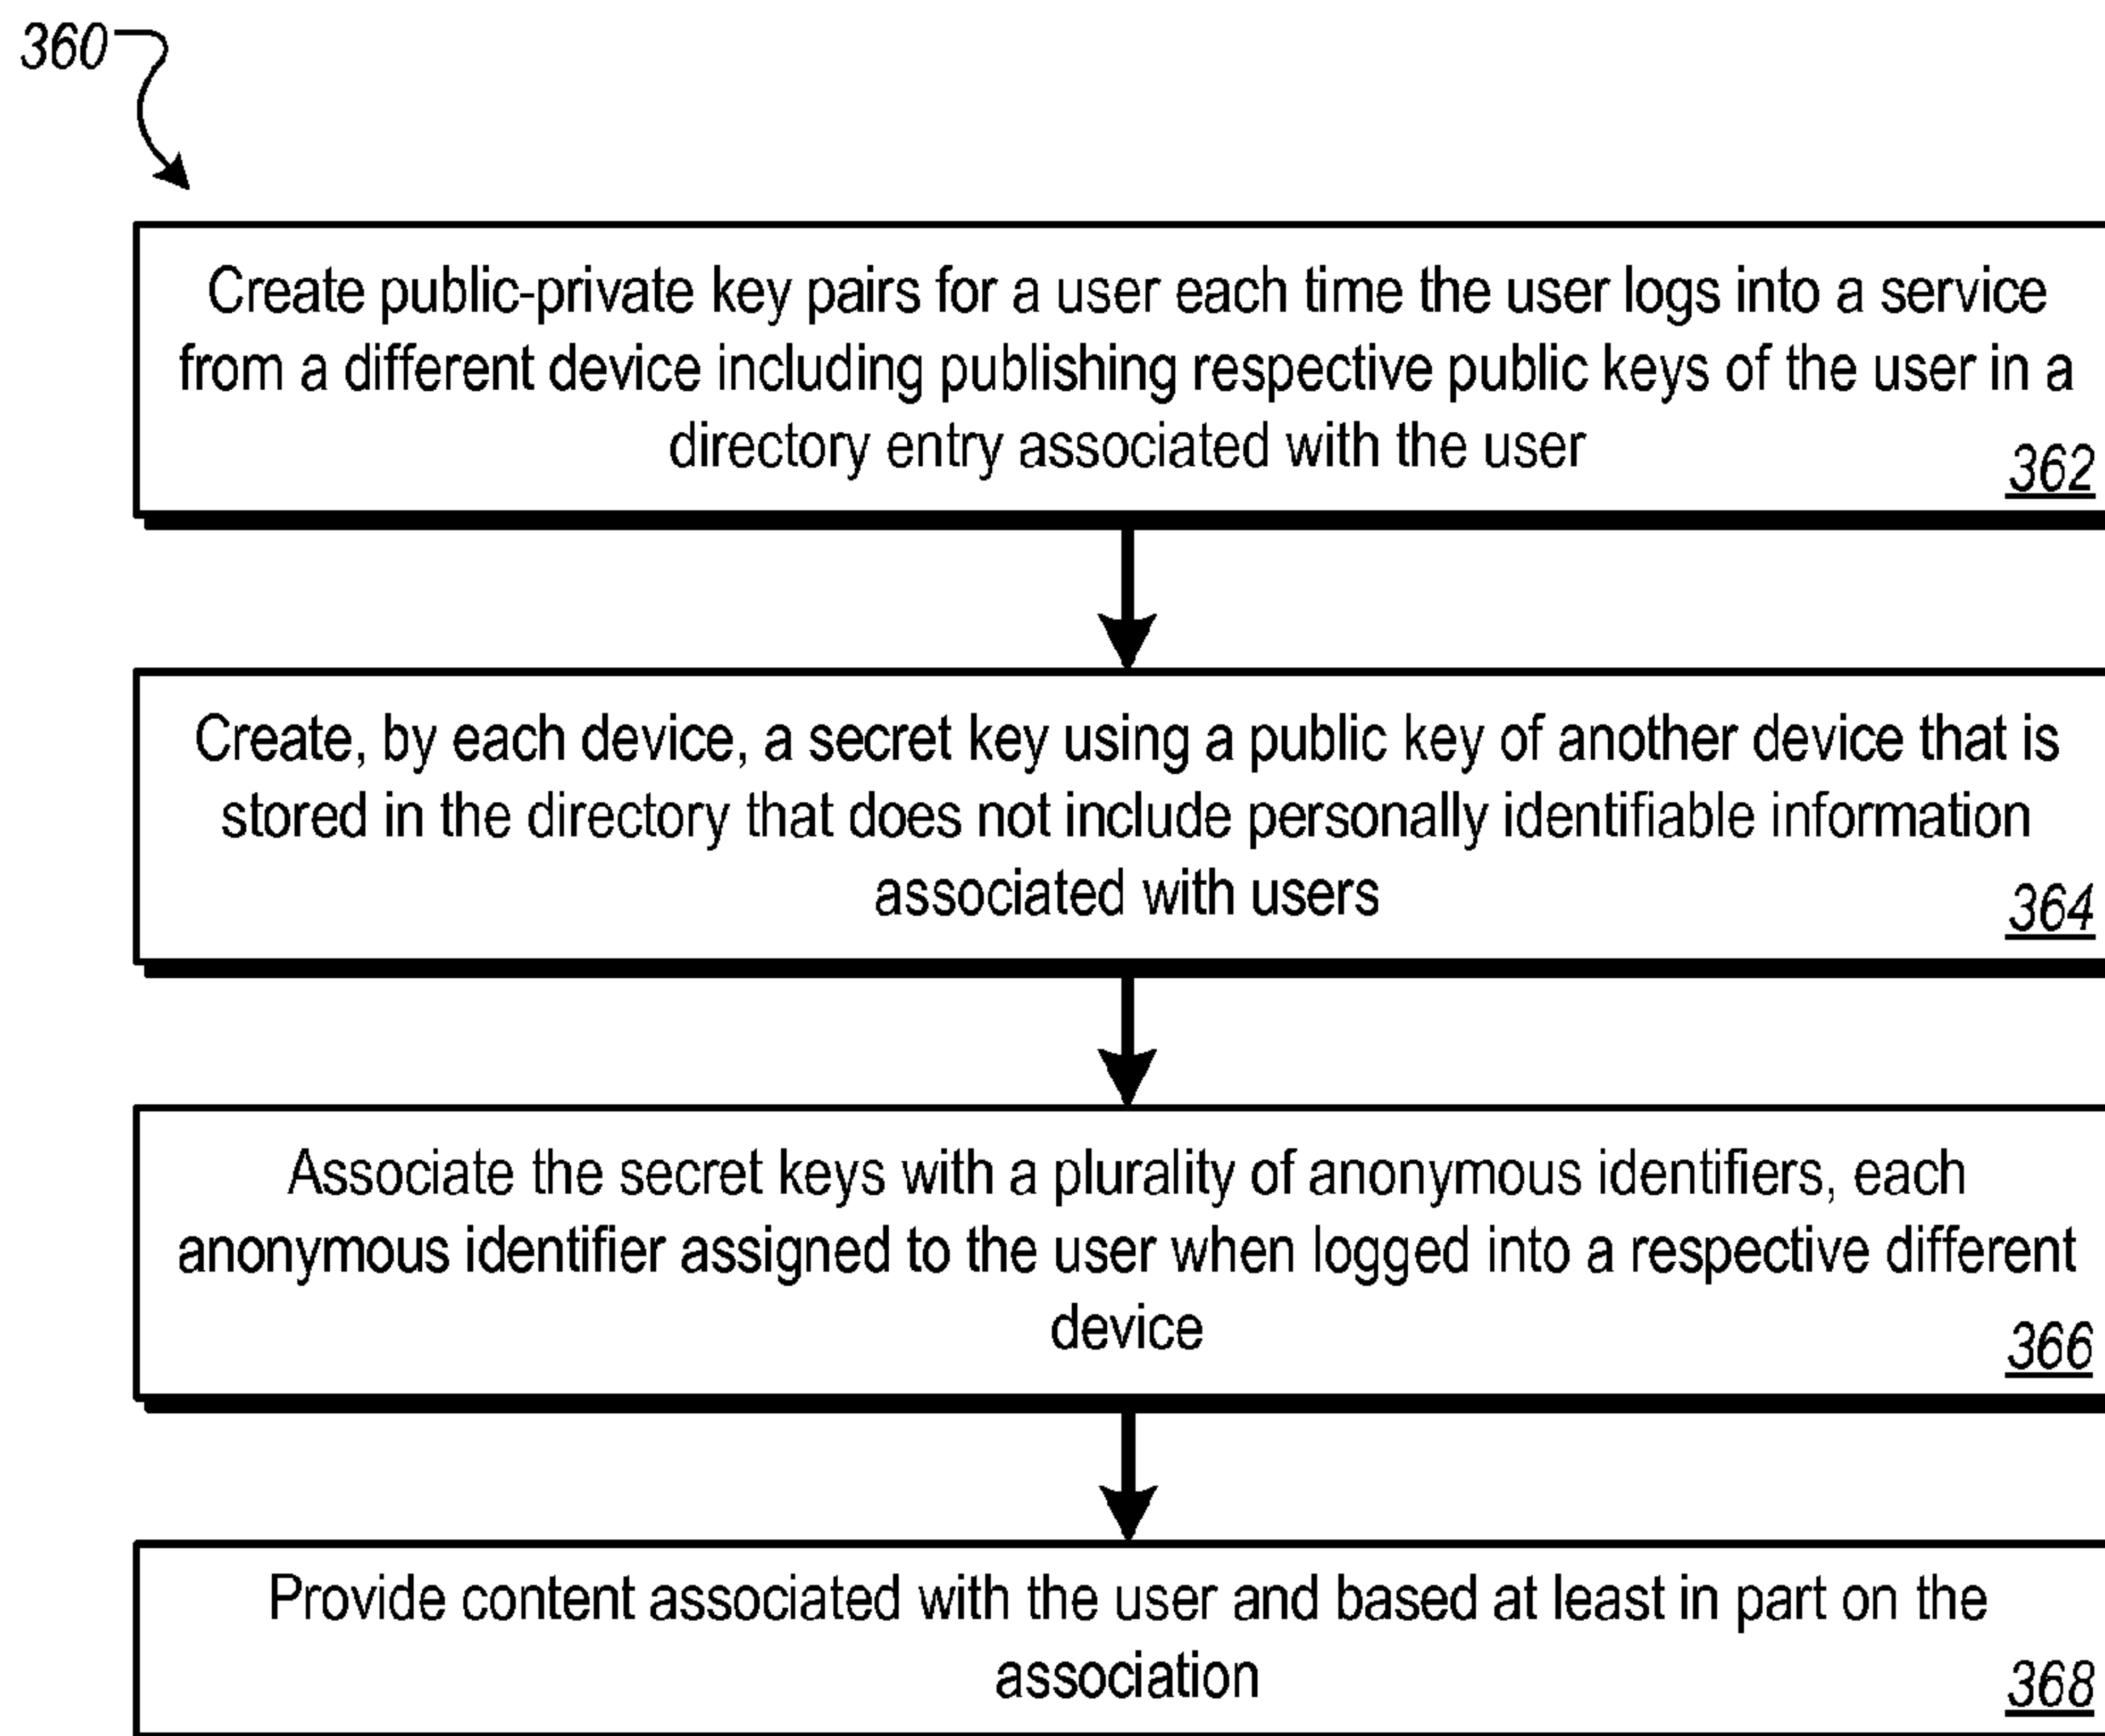 360
Create public-private key pairs for a user each time the user logs into a service
from a different device including publishing respective public keys of the user in a
directory entry associated with the user
362
Create, by each device, a secret key using a public key of another device that is
stored in the directory that does not include personally identifiable information
associated with users
364
Associate the secret keys with a plurality of anonymous identifiers, each
anonymous identifier assigned to the user when logged into a respective different
device
366
Provide content associated with the user and based at least in part on the
association
368